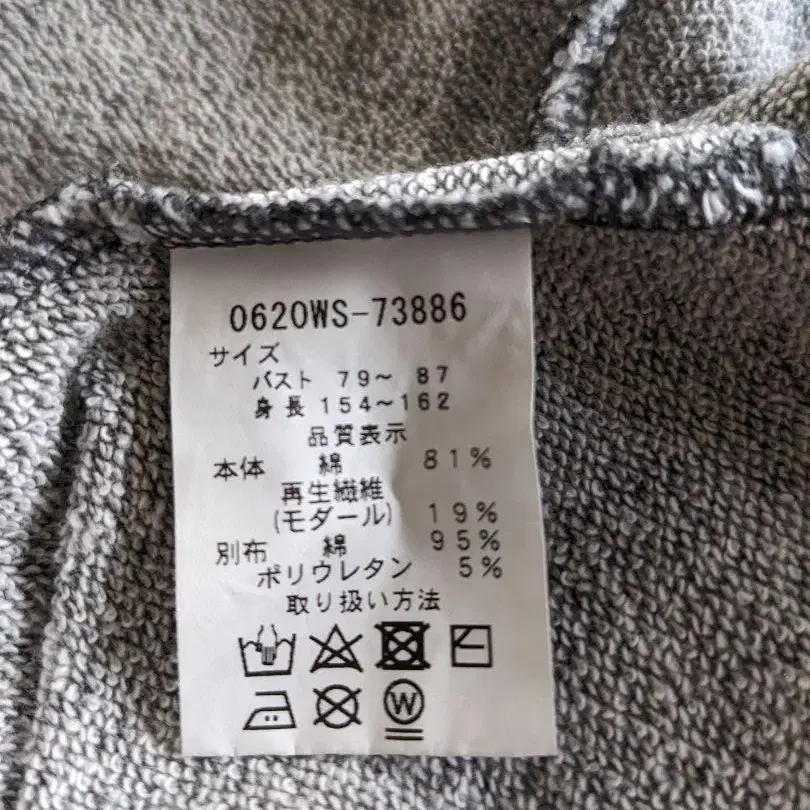 0620WS-73886
サイズ
バスト 79～ 87
身長 154～162
品質表示
本体 綿 81%
再生繊維
(モダール) 19%
別布 綿 95%
ポリウレタン 5%
取り扱い方法
W